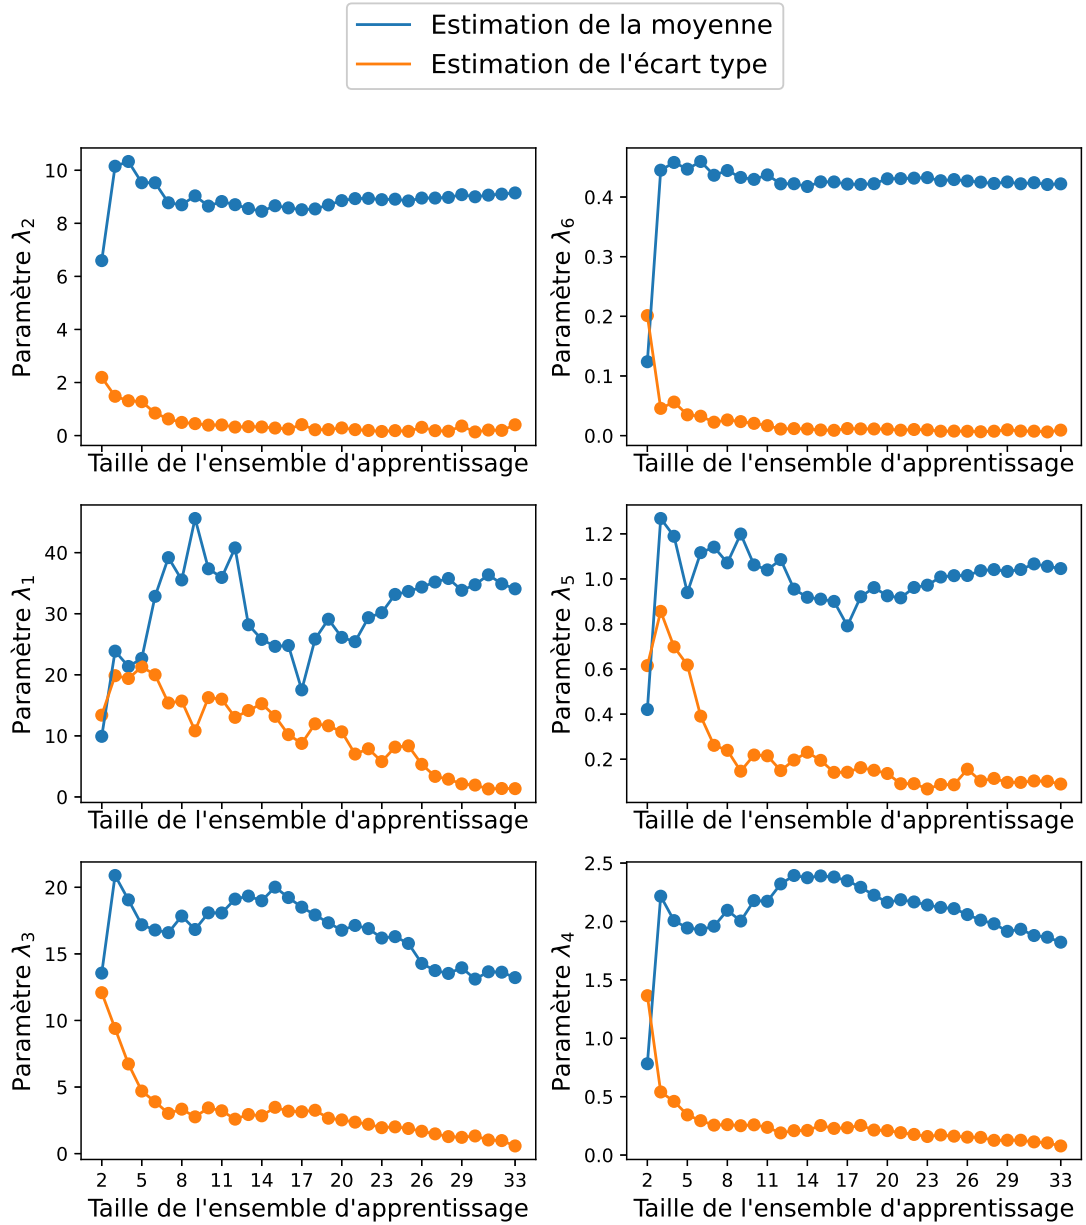 Estimation de la moyenne
Estimation de l'écart type
Paramètre λ2
10
8
6
4
2
0
Taille de l'ensemble d'apprentissage
Paramètre λ6
0.4
0.3
0.2
0.1
0.0
Taille de l'ensemble d'apprentissage
Paramètre λ1
40
30
20
10
0
Taille de l'ensemble d'apprentissage
Paramètre λ5
1.2
1.0
0.8
0.6
0.4
0.2
Taille de l'ensemble d'apprentissage
Paramètre λ3
20
15
10
5
0
2 5 8 11 14 17 20 23 26 29 33
Taille de l'ensemble d'apprentissage
Paramètre λ4
2.5
2.0
1.5
1.0
0.5
0.0
2 5 8 11 14 17 20 23 26 29 33
Taille de l'ensemble d'apprentissage